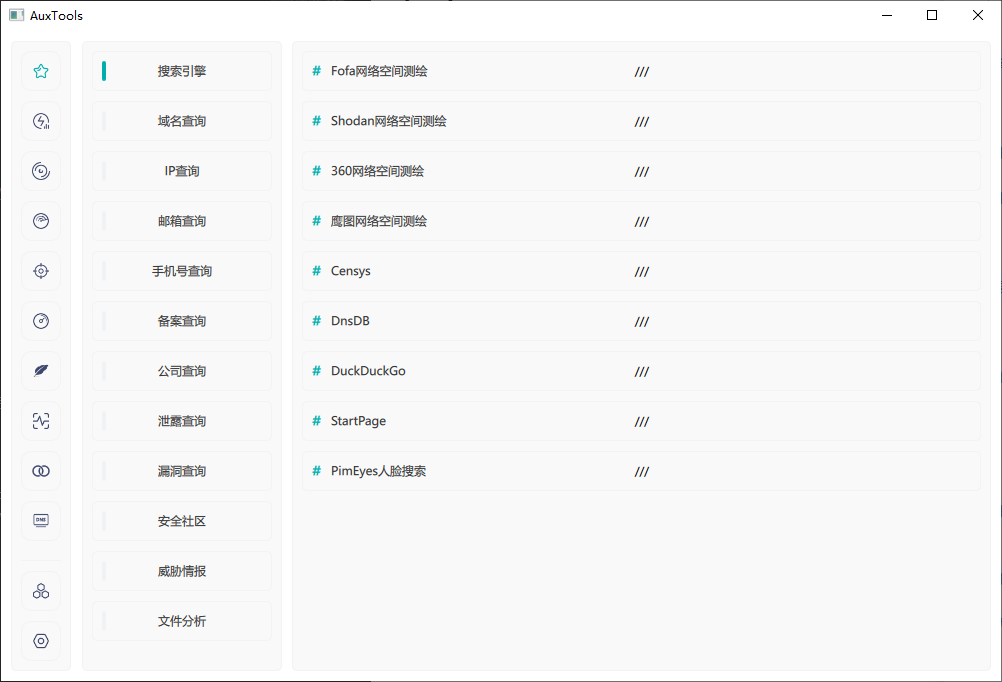 AuxTools
搜索引擎
域名查询
IP查询
邮箱查询
手机号查询
备案查询
公司查询
泄露查询
漏洞查询
安全社区
威胁情报
文件分析
DNS
# Fofa网络空间测绘 ///
# Shodan网络空间测绘 ///
# 360网络空间测绘 ///
# 鹰图网络空间测绘 ///
# Censys ///
# DnsDB ///
# DuckDuckGo ///
# StartPage ///
# PimEyes人脸搜索 ///